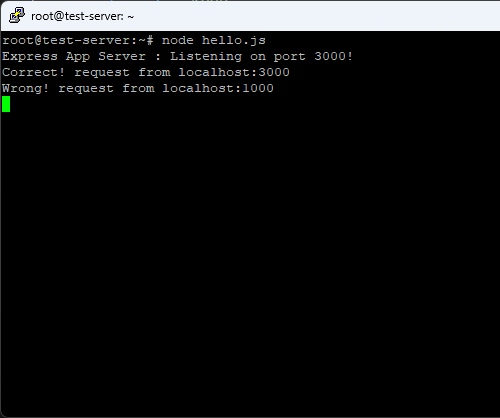 root@test-server: ~
root@test-server:~# node hello.js
Express App Server : Listening on port 3000!
Correct! request from localhost:3000
Wrong! request from localhost:1000